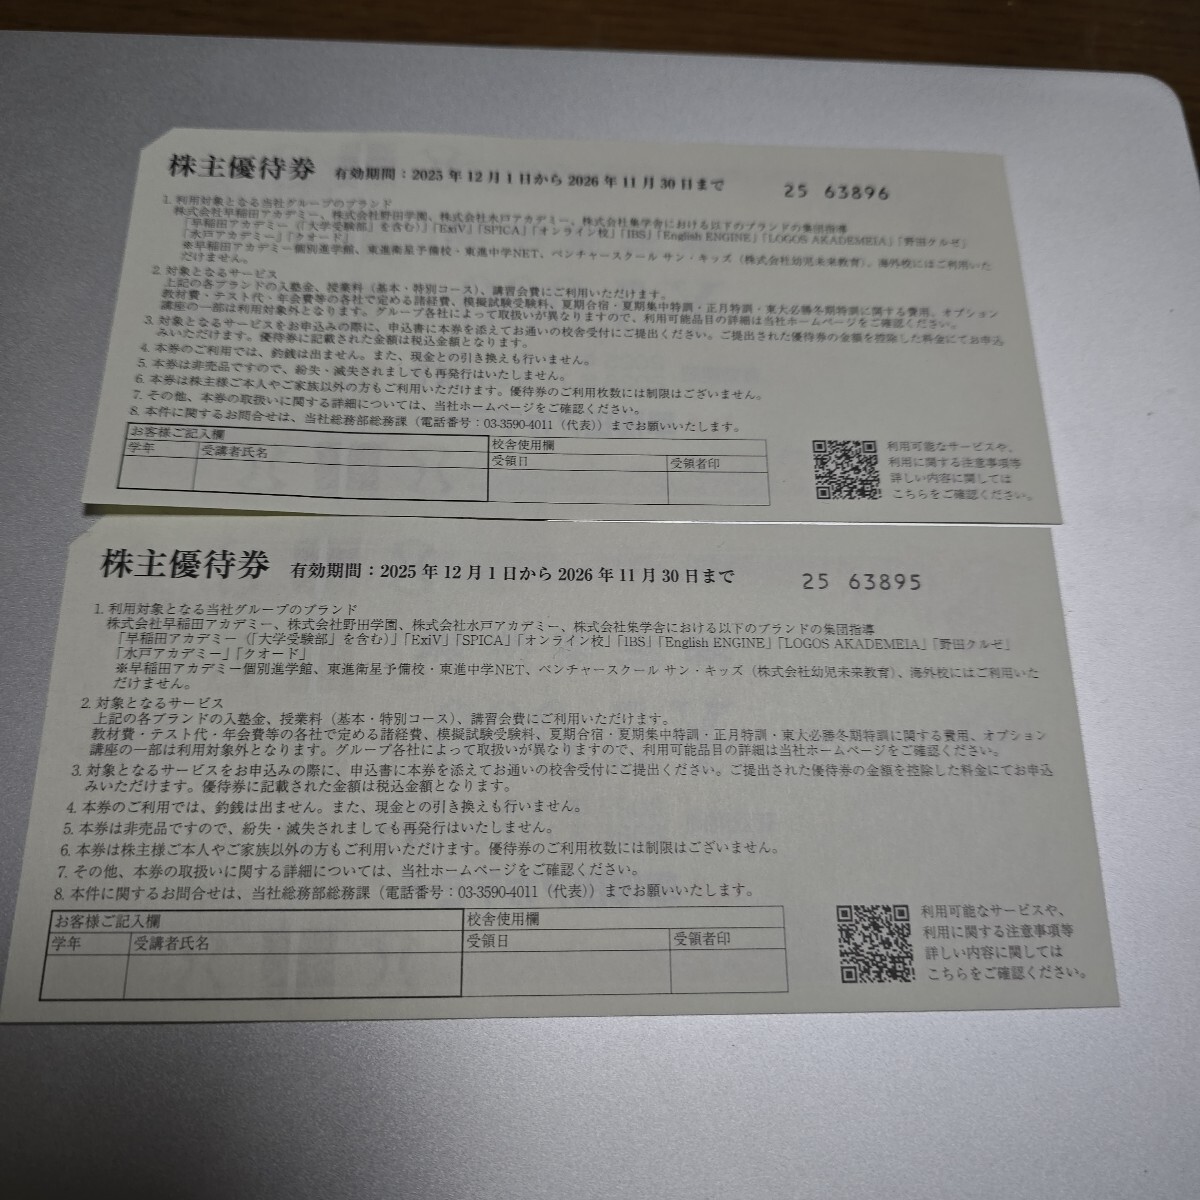 株主優待券 有効期間：2025年12月1日から2026年11月30日まで 25 63896
1. 利用対象となる当社グループのブランド
株式会社早稲田アカデミー、株式会社野田学園、株式会社水戸アカデミー、株式会社集学舎における以下のブランドの集団指導
「早稲田アカデミー（「大学受験部」を含む）」「ExiV」「SPICA」「オンライン校」「IBS」「English ENGINE」「LOGOS AKADEMEIA」「野田クルゼ」
「水戸アカデミー」「クオード」
※早稲田アカデミー個別進学館、東進衛星予備校・東進中学NET、ベンチャースクール サン・キッズ（株式会社幼児未来教育）、海外校にはご利用いた
だけません。
2. 対象となるサービス
上記の各ブランドの入塾金、授業料（基本・特別コース）、講習会費にご利用いただけます。
教材費・テスト代・年会費等の各社で定める諸経費、模擬試験受験料、夏期合宿・夏期集中特訓・正月特訓・東大必勝冬期特訓に関する費用、オプション
講座の一部は利用対象外となります。グループ各社によって取扱いが異なりますので、利用可能品目の詳細は当社ホームページをご確認ください。
3. 対象となるサービスをお申込みの際に、申込書に本券を添えてお通いの校舎受付にご提出ください。ご提出された優待券の金額を控除した料金にてお申込
みいただけます。優待券に記載された金額は税込金額となります。
4. 本券のご利用では、釣銭は出ません。また、現金との引き換えも行いません。
5. 本券は非売品ですので、紛失・滅失されましても再発行はいたしません。
6. 本券は株主様ご本人やご家族以外の方もご利用いただけます。優待券のご利用枚数には制限はございません。
7. その他、本券の取扱いに関する詳細については、当社ホームページをご確認ください。
8. 本件に関するお問合せは、当社総務部総務課（電話番号：03-3590-4011（代表））までお願いいたします。
お客様ご記入欄 校舎使用欄
学年 受講者氏名 受領日 受領者印
利用可能なサービスや、
利用に関する注意事項等
詳しい内容に関しては
こちらをご確認ください。
株主優待券 有効期間：2025年12月1日から2026年11月30日まで 25 63895
1. 利用対象となる当社グループのブランド
株式会社早稲田アカデミー、株式会社野田学園、株式会社水戸アカデミー、株式会社集学舎における以下のブランドの集団指導
「早稲田アカデミー（「大学受験部」を含む）」「ExiV」「SPICA」「オンライン校」「IBS」「English ENGINE」「LOGOS AKADEMEIA」「野田クルゼ」
「水戸アカデミー」「クオード」
※早稲田アカデミー個別進学館、東進衛星予備校・東進中学NET、ベンチャースクール サン・キッズ（株式会社幼児未来教育）、海外校にはご利用いた
だけません。
2. 対象となるサービス
上記の各ブランドの入塾金、授業料（基本・特別コース）、講習会費にご利用いただけます。
教材費・テスト代・年会費等の各社で定める諸経費、模擬試験受験料、夏期合宿・夏期集中特訓・正月特訓・東大必勝冬期特訓に関する費用、オプション
講座の一部は利用対象外となります。グループ各社によって取扱いが異なりますので、利用可能品目の詳細は当社ホームページをご確認ください。
3. 対象となるサービスをお申込みの際に、申込書に本券を添えてお通いの校舎受付にご提出ください。ご提出された優待券の金額を控除した料金にてお申込
みいただけます。優待券に記載された金額は税込金額となります。
4. 本券のご利用では、釣銭は出ません。また、現金との引き換えも行いません。
5. 本券は非売品ですので、紛失・滅失されましても再発行はいたしません。
6. 本券は株主様ご本人やご家族以外の方もご利用いただけます。優待券のご利用枚数には制限はございません。
7. その他、本券の取扱いに関する詳細については、当社ホームページをご確認ください。
8. 本件に関するお問合せは、当社総務部総務課（電話番号：03-3590-4011（代表））までお願いいたします。
お客様ご記入欄 校舎使用欄
学年 受講者氏名 受領日 受領者印
利用可能なサービスや、
利用に関する注意事項等
詳しい内容に関しては
こちらをご確認ください。